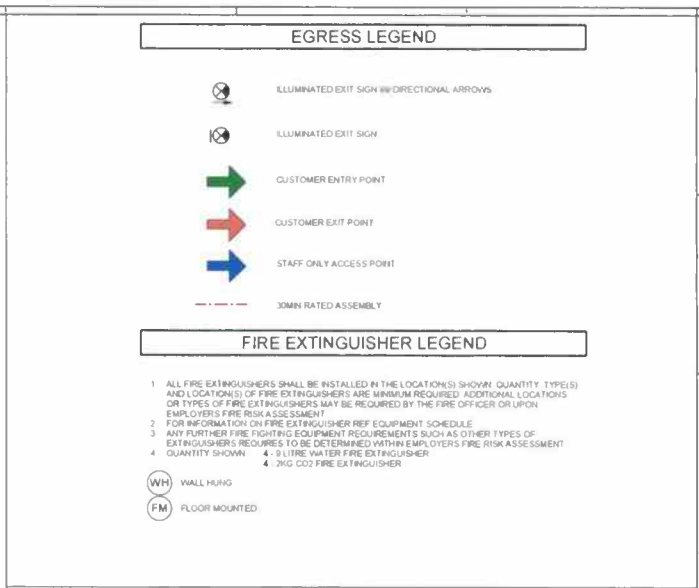 EGRESS LEGEND
ILLUMINATED EXIT SIGN W/ DIRECTIONAL ARROWS
ILLUMINATED EXIT SIGN
CUSTOMER ENTRY POINT
CUSTOMER EXIT POINT
STAFF ONLY ACCESS POINT
30MIN RATED ASSEMBLY
FIRE EXTINGUISHER LEGEND
1 ALL FIRE EXTINGUISHERS SHALL BE INSTALLED IN THE LOCATION(S) SHOWN QUANTITY TYPE(S)
AND LOCATION(S) OF FIRE EXTINGUISHERS ARE MINIMUM REQUIRED ADDITIONAL LOCATIONS
OR TYPES OF FIRE EXTINGUISHERS MAY BE REQUIRED BY THE FIRE OFFICER OR UPON
EMPLOYERS FIRE RISK ASSESSMENT
2 FOR INFORMATION ON FIRE EXTINGUISHER REF EQUIPMENT SCHEDULE
3 ANY FURTHER FIRE FIGHTING EQUIPMENT REQUIREMENTS SUCH AS OTHER TYPES OF
EXTINGUISHERS REQUIRES TO BE DETERMINED WITHIN EMPLOYERS FIRE RISK ASSESSMENT
4 QUANTITY SHOWN 4 - 9 LITRE WATER FIRE EXTINGUISHER
4 - 2KG CO2 FIRE EXTINGUISHER
WH WALL HUNG
FM FLOOR MOUNTED